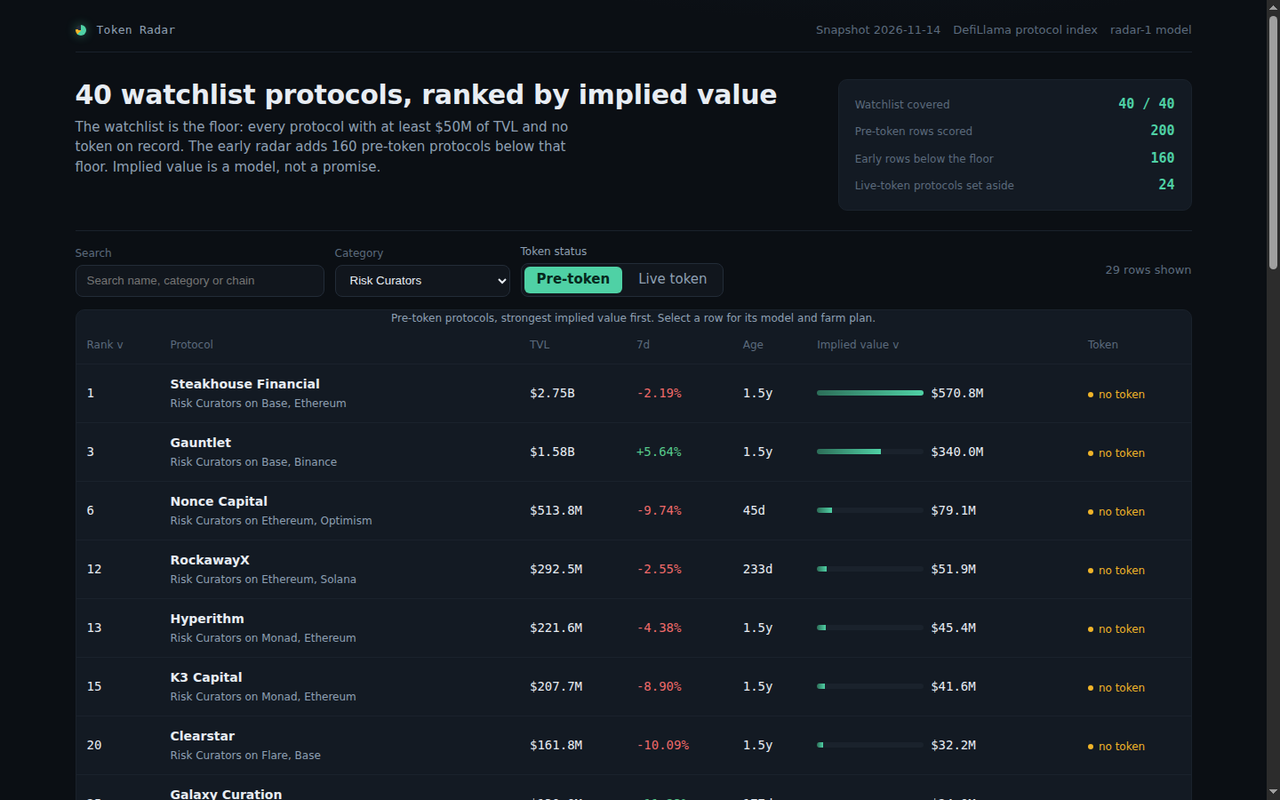 Token Radar
Snapshot 2026-11-14 DefiLlama protocol index radar-1 model
40 watchlist protocols, ranked by implied value
The watchlist is the floor: every protocol with at least $50M of TVL and no
token on record. The early radar adds 160 pre-token protocols below that
floor. Implied value is a model, not a promise.
Watchlist covered 40 / 40
Pre-token rows scored 200
Early rows below the floor 160
Live-token protocols set aside 24
Search
Search name, category or chain
Category
Risk Curators
Token status
Pre-token Live token
29 rows shown
Pre-token protocols, strongest implied value first. Select a row for its model and farm plan.
Rank v Protocol TVL 7d Age Implied value v Token
1 Steakhouse Financial $2.75B -2.19% 1.5y $570.8M no token
Risk Curators on Base, Ethereum
3 Gauntlet $1.58B +5.64% 1.5y $340.0M no token
Risk Curators on Base, Binance
6 Nonce Capital $513.8M -9.74% 45d $79.1M no token
Risk Curators on Ethereum, Optimism
12 RockawayX $292.5M -2.55% 233d $51.9M no token
Risk Curators on Ethereum, Solana
13 Hyperithm $221.6M -4.38% 1.5y $45.4M no token
Risk Curators on Monad, Ethereum
15 K3 Capital $207.7M -8.90% 1.5y $41.6M no token
Risk Curators on Monad, Ethereum
20 Clearstar $161.8M -10.09% 1.5y $32.2M no token
Risk Curators on Flare, Base
Galaxy Curation